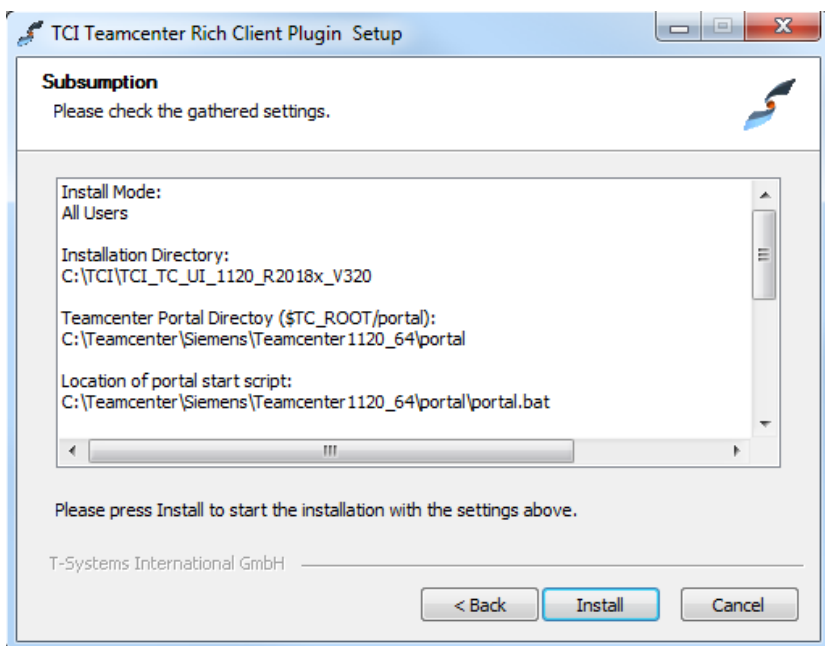 TCI Teamcenter Rich Client Plugin Setup
Subsumption
Please check the gathered settings.
Install Mode:
All Users
Installation Directory:
C:\TCI\TCI_TC_UI_1120_R2018x_V320
Teamcenter Portal Directoy ($TC_ROOT/portal):
C:\Teamcenter\Siemens\Teamcenter1120_64\portal
Location of portal start script:
C:\Teamcenter\Siemens\Teamcenter1120_64\portal\portal.bat
Please press Install to start the installation with the settings above.
T-Systems International GmbH
< Back Install Cancel